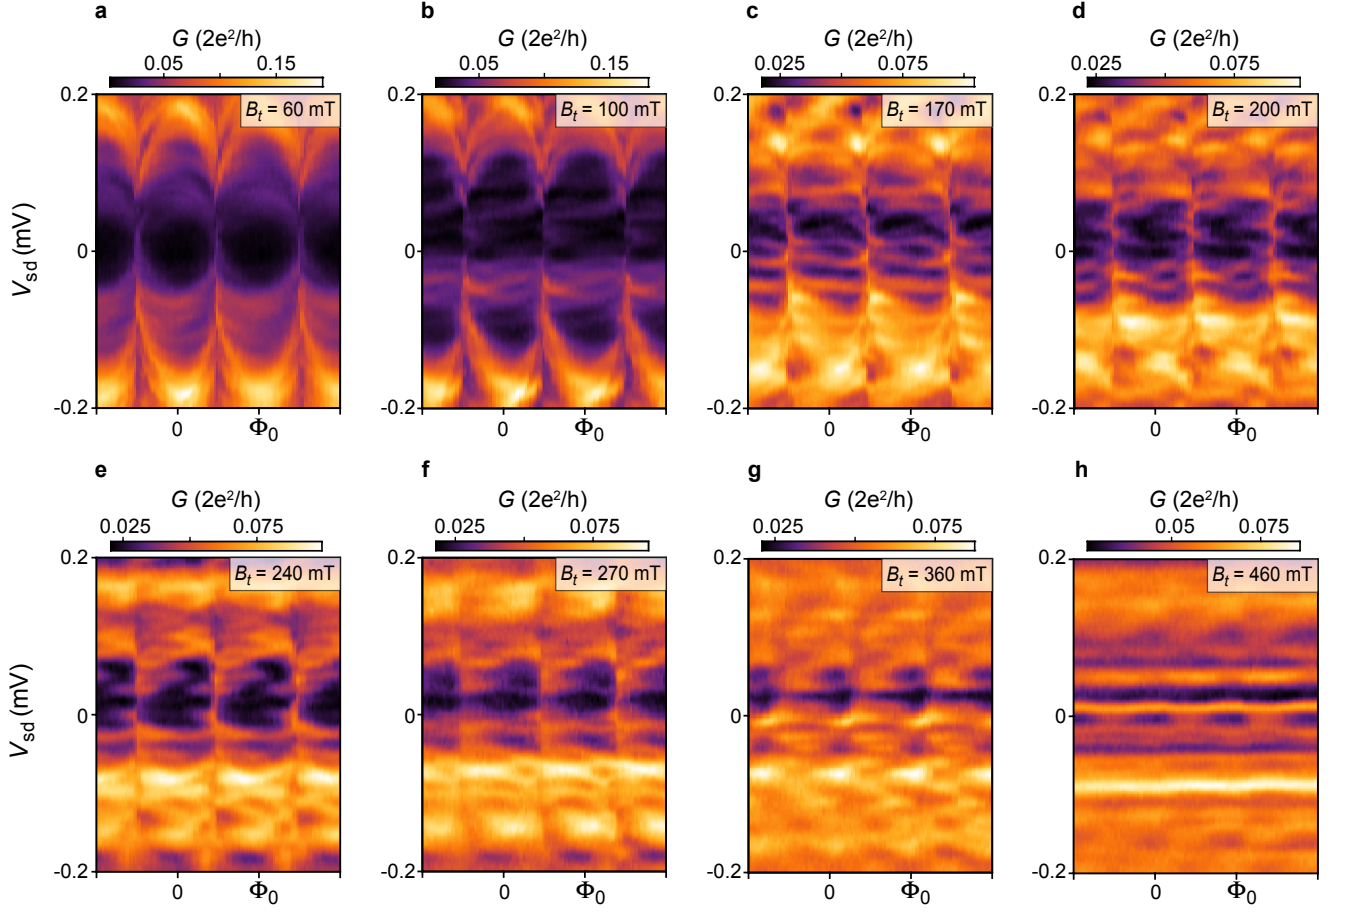 a
G (2e²/h)
0.05 0.15
B_t = 60 mT
0.2
0
-0.2
V_sd (mV)
0 Φ₀
b
G (2e²/h)
0.05 0.15
B_t = 100 mT
0.2
0
-0.2
0 Φ₀
c
G (2e²/h)
0.025 0.075
B_t = 170 mT
0.2
0
-0.2
0 Φ₀
d
G (2e²/h)
0.025 0.075
B_t = 200 mT
0.2
0
-0.2
0 Φ₀
e
G (2e²/h)
0.025 0.075
B_t = 240 mT
0.2
0
-0.2
V_sd (mV)
0 Φ₀
f
G (2e²/h)
0.025 0.075
B_t = 270 mT
0.2
0
-0.2
0 Φ₀
g
G (2e²/h)
0.025 0.075
B_t = 360 mT
0.2
0
-0.2
0 Φ₀
h
G (2e²/h)
0.05 0.075
B_t = 460 mT
0.2
0
-0.2
0 Φ₀